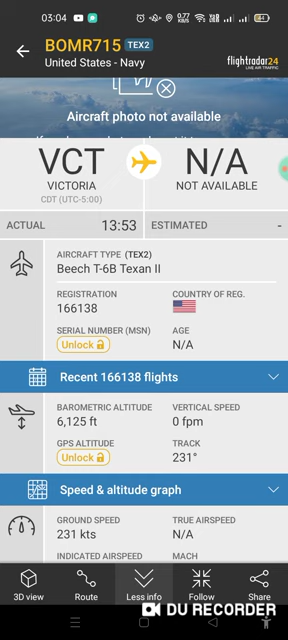 03:04
0.77
KB/s
BOMR715 TEX2
United States - Navy
flightradar24
LIVE AIR TRAFFIC
Aircraft photo not available
VCT
VICTORIA
CDT (UTC-5:00)
N/A
NOT AVAILABLE
ACTUAL 13:53
ESTIMATED -
AIRCRAFT TYPE (TEX2)
Beech T-6B Texan II
REGISTRATION COUNTRY OF REG.
166138
SERIAL NUMBER (MSN) AGE
Unlock N/A
Recent 166138 flights
BAROMETRIC ALTITUDE VERTICAL SPEED
6,125 ft 0 fpm
GPS ALTITUDE TRACK
Unlock 231°
Speed & altitude graph
GROUND SPEED TRUE AIRSPEED
231 kts N/A
INDICATED AIRSPEED MACH
3D view Route Less info Follow Share
DU RECORDER